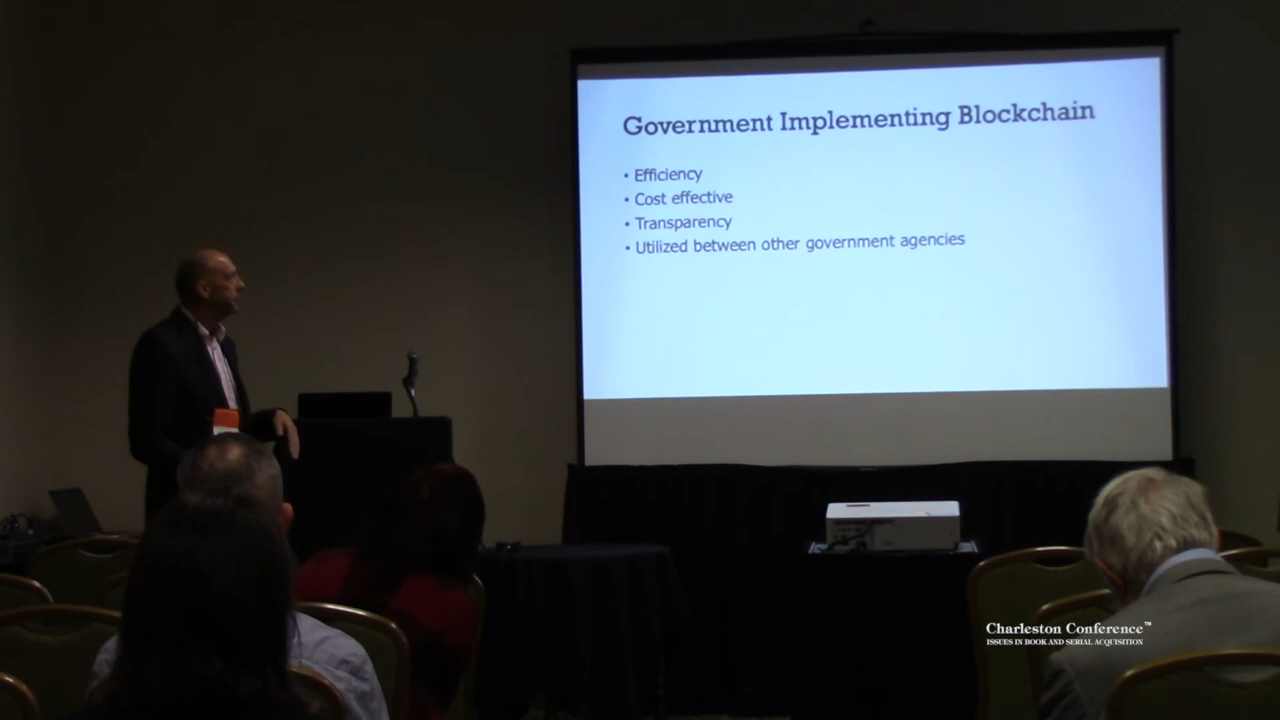 Government Implementing Blockchain
• Efficiency
• Cost effective
• Transparency
• Utilized between other government agencies
Charleston Conference™
ISSUES IN BOOK AND SERIAL ACQUISITION